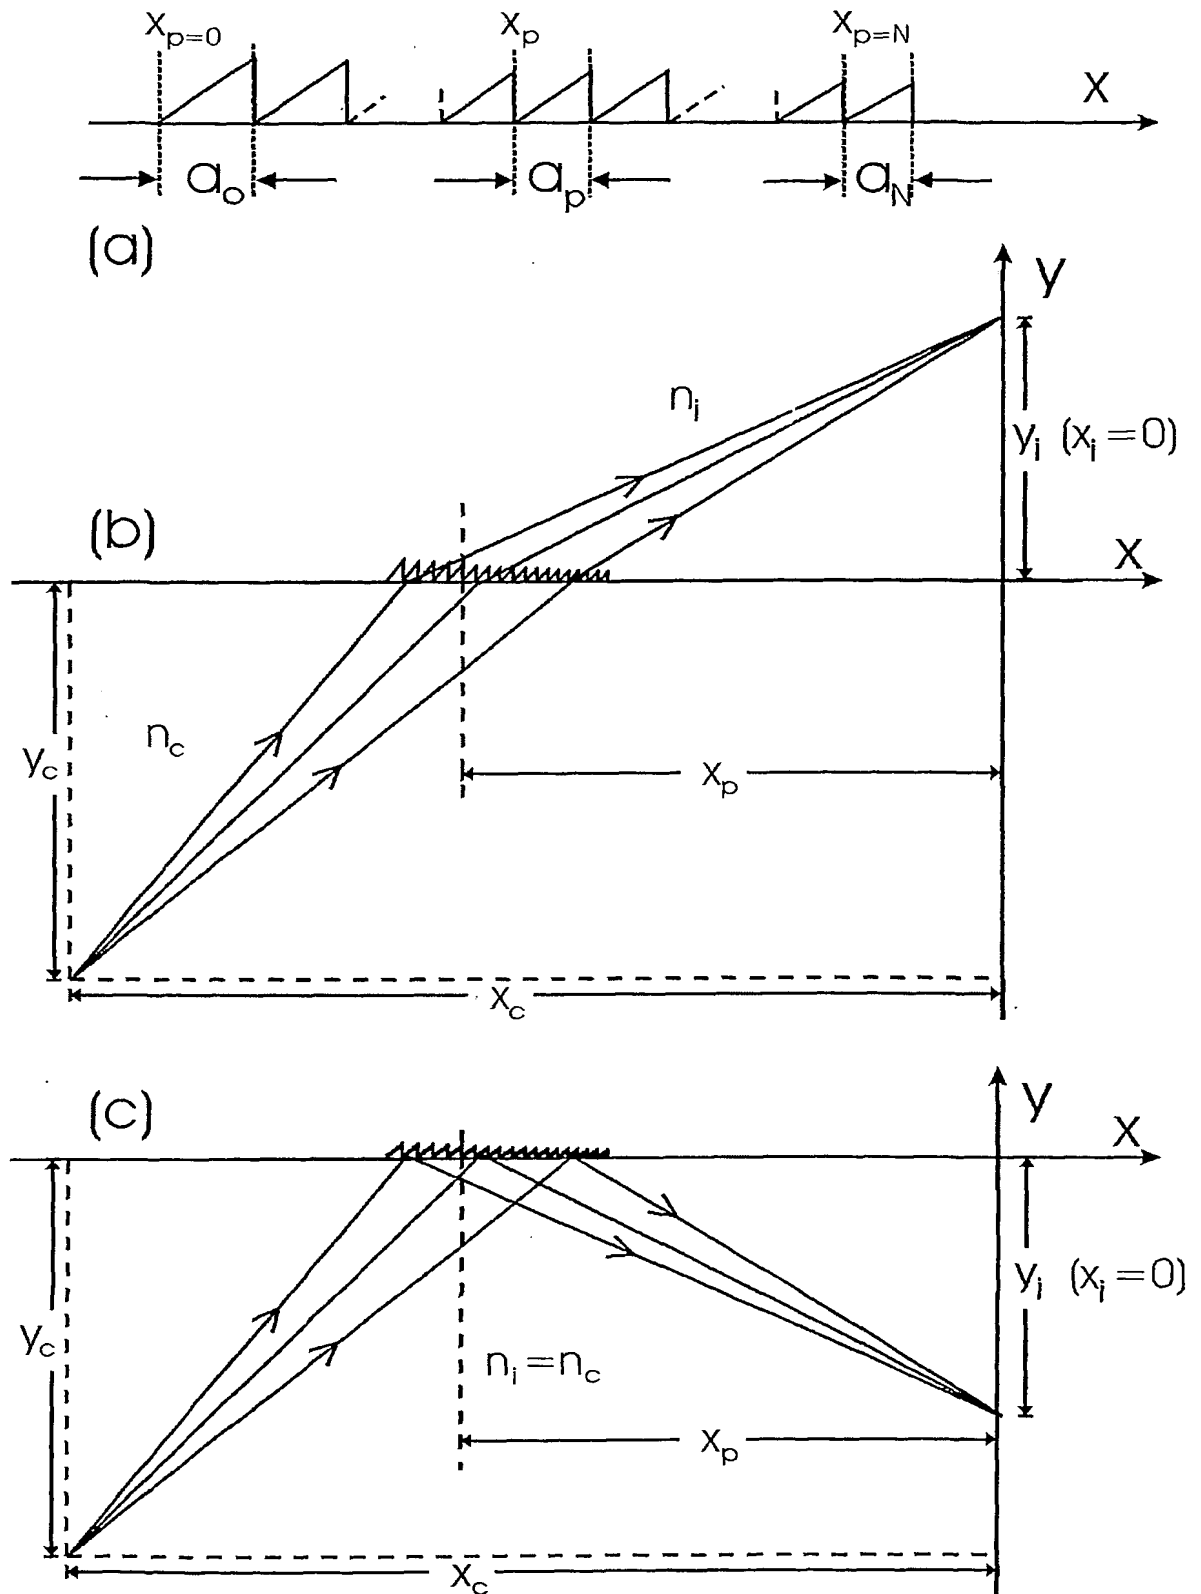 x_{p=0} x_p x_{p=N}
x
a_o a_p a_N
(a)
y
n_i
y_i (x_i=0)
(b)
x
n_c
y_c
x_p
x_c
(c)
y
x
y_i (x_i=0)
y_c
n_i=n_c
x_p
x_c